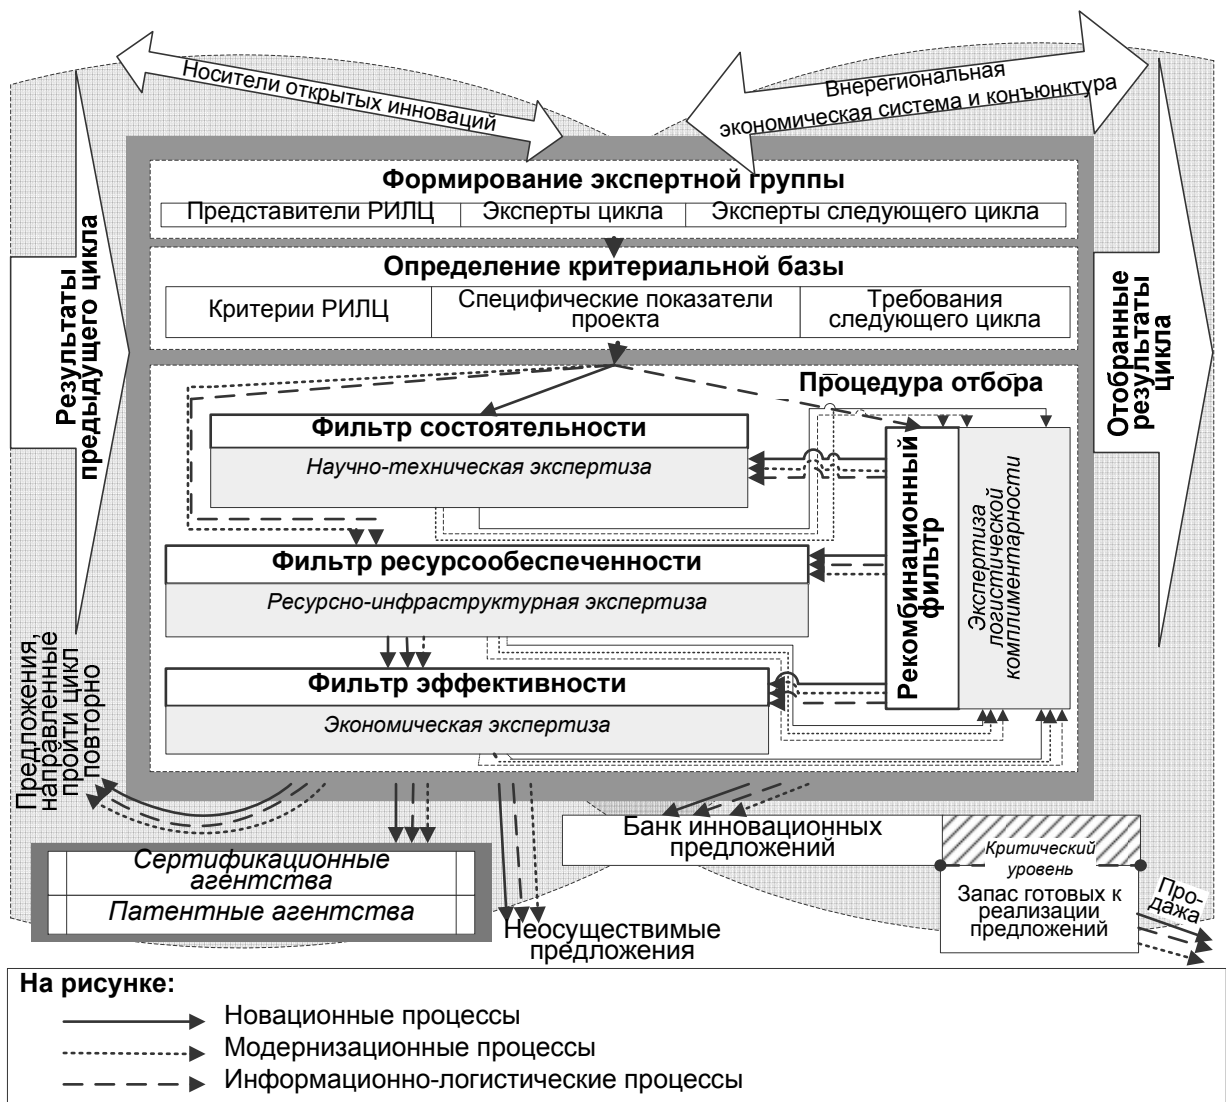 Носители открытых инноваций
Внерегиональная
экономическая система и конъюнктура
Результаты
предыдущего цикла
Формирование экспертной группы
Представители РИЛЦ
Эксперты цикла
Эксперты следующего цикла
Определение критериальной базы
Критерии РИЛЦ
Специфические показатели
проекта
Требования
следующего цикла
Отобранные
результаты
цикла
Процедура отбора
Фильтр состоятельности
Научно-техническая экспертиза
Фильтр ресурсообеспеченности
Ресурсно-инфраструктурная экспертиза
Фильтр эффективности
Экономическая экспертиза
Рекомбинационный
фильтр
Экспертиза
логистической
комплиментарности
Предложения,
направленные
пройти цикл
повторно
Сертификационные
агентства
Патентные агентства
Неосуществимые
предложения
Банк инновационных
предложений
Критический
уровень
Запас готовых к
реализации
предложений
Про-
дажа
На рисунке:
Новационные процессы
Модернизационные процессы
Информационно-логистические процессы